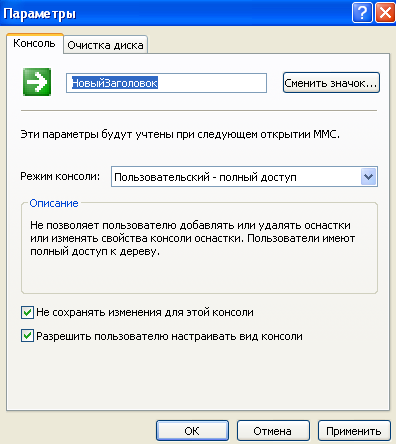 Параметры
Консоль
Очистка диска
НовыйЗаголовок
Сменить значок...
Эти параметры будут учтены при следующем открытии MMC.
Режим консоли:
Пользовательский - полный доступ
Описание
Не позволяет пользователю добавлять или удалять оснастки
или изменять свойства консоли оснастки. Пользователи имеют
полный доступ к дереву.
Не сохранять изменения для этой консоли
Разрешить пользователю настраивать вид консоли
ОК
Отмена
Применить